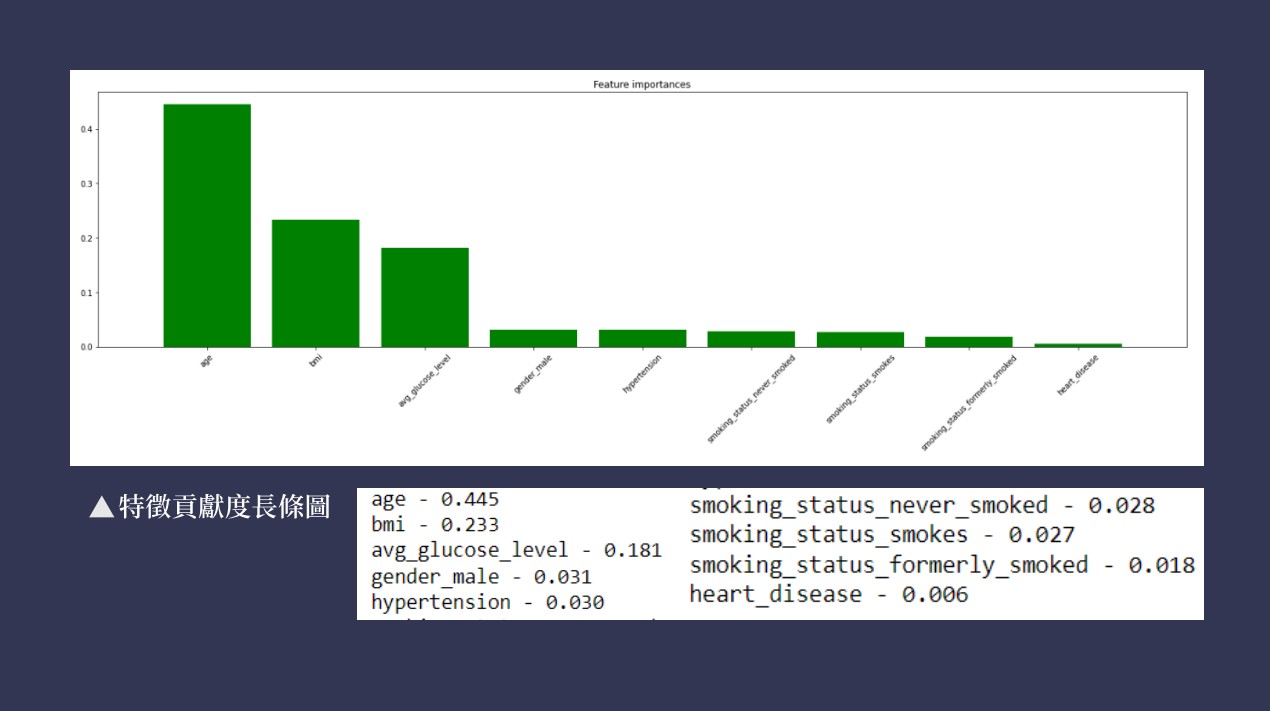 Feature importances
0.4
0.3
0.2
0.1
0.0
age
bmi
avg_glucose_level
gender_male
hypertension
smoking_status_never_smoked
smoking_status_smokes
smoking_status_formerly_smoked
heart_disease
▲特徵貢獻度長條圖
age - 0.445
bmi - 0.233
avg_glucose_level - 0.181
gender_male - 0.031
hypertension - 0.030
smoking_status_never_smoked - 0.028
smoking_status_smokes - 0.027
smoking_status_formerly_smoked - 0.018
heart_disease - 0.006